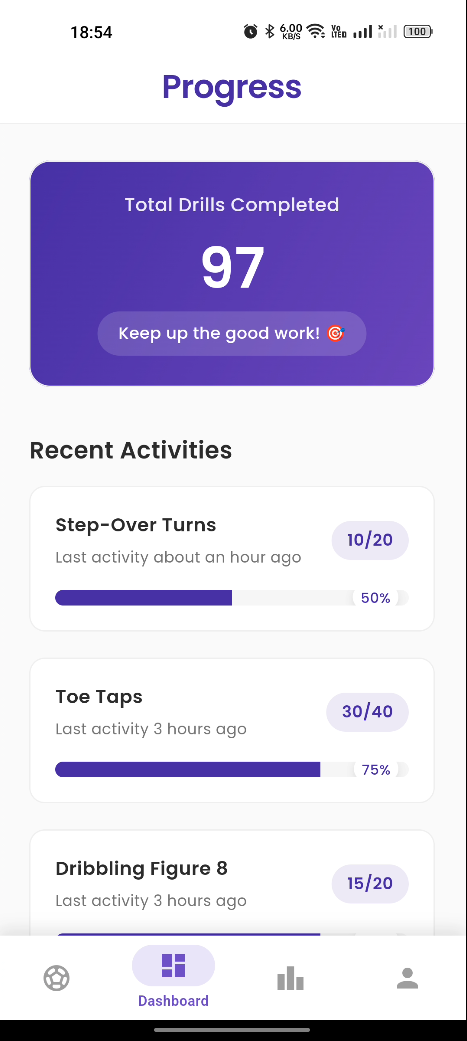 18:54 6.00 KB/S Vo LTED 100
Progress
Total Drills Completed
97
Keep up the good work! 🎯
Recent Activities
Step-Over Turns
10/20
Last activity about an hour ago
50%
Toe Taps
30/40
Last activity 3 hours ago
75%
Dribbling Figure 8
15/20
Last activity 3 hours ago
Dashboard